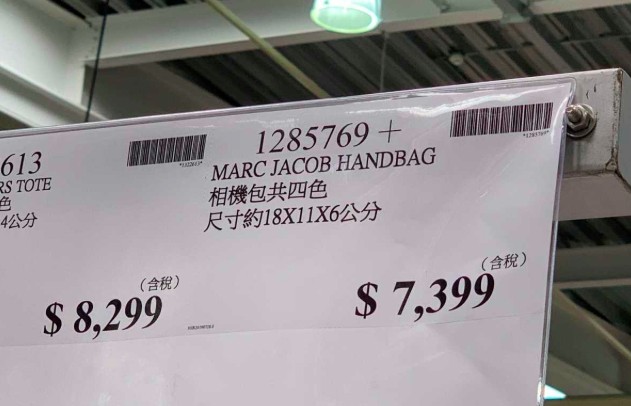 613
RS TOTE
色
4公分
(含稅)
$ 8,299
1285769 +
MARC JACOB HANDBAG
相機包共四色
尺寸約18X11X6公分
(含稅)
$ 7,399
*1285769*